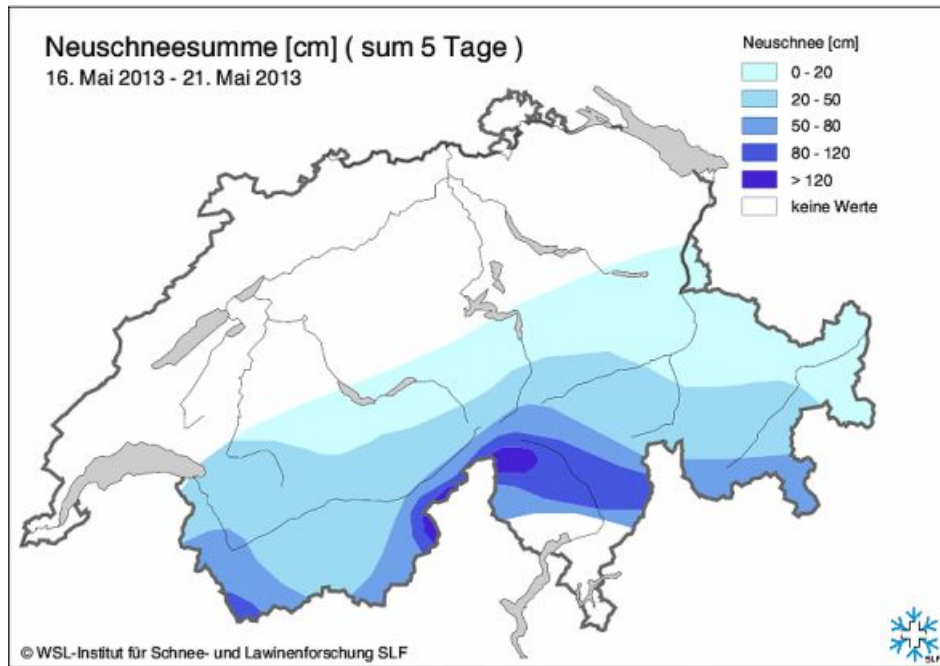 Neuschneesumme [cm] ( sum 5 Tage )
16. Mai 2013 - 21. Mai 2013
Neuschnee [cm]
0 - 20
20 - 50
50 - 80
80 - 120
> 120
keine Werte
© WSL-Institut für Schnee- und Lawinenforschung SLF
SLF